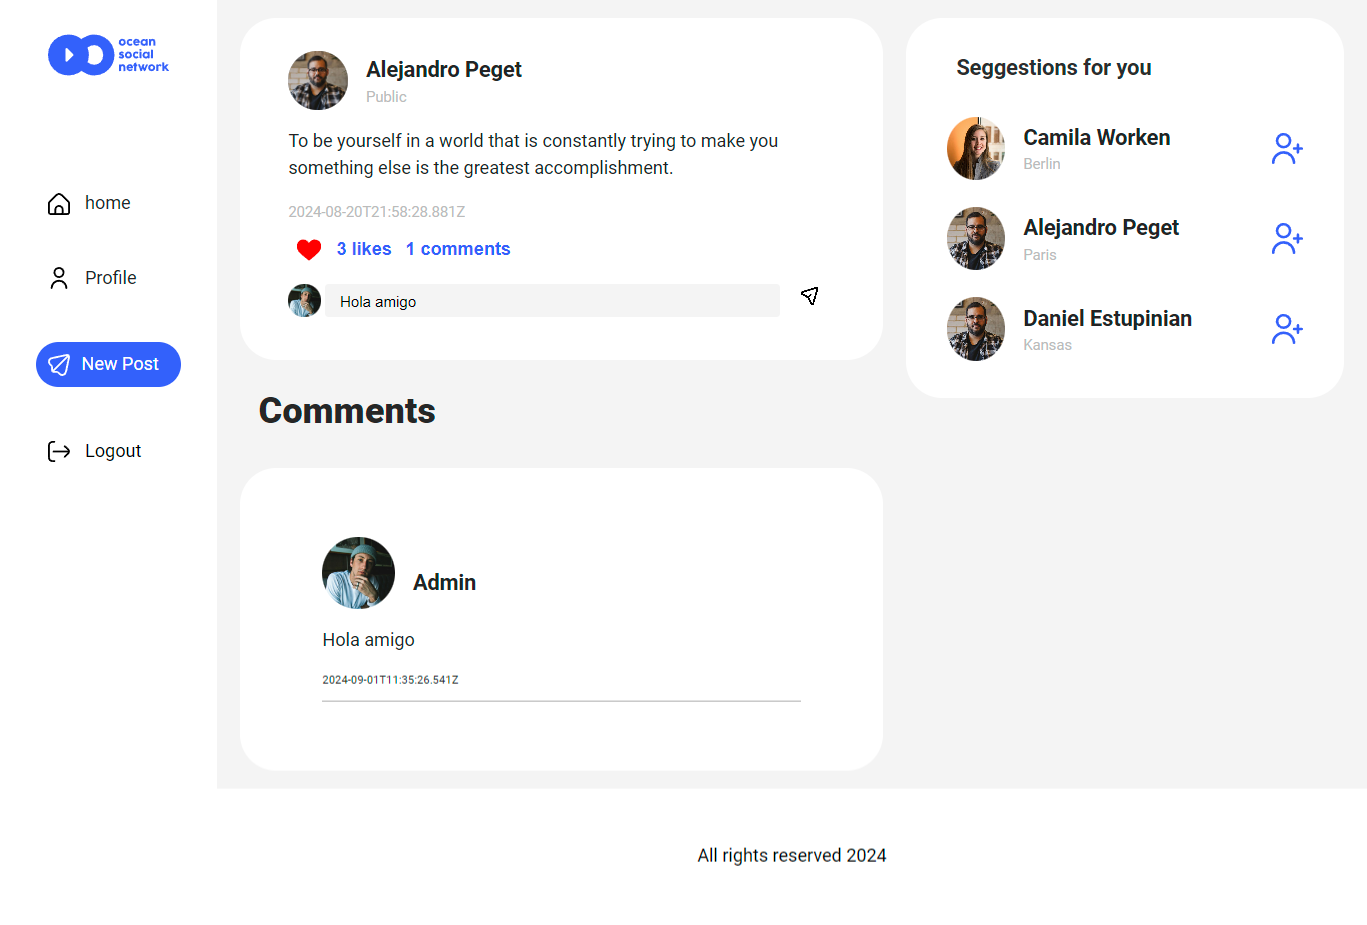 ocean
social
network
home
Profile
New Post
Logout
Alejandro Peget
Public
To be yourself in a world that is constantly trying to make you
something else is the greatest accomplishment.
2024-08-20T21:58:28.881Z
3 likes 1 comments
Hola amigo
Comments
Admin
Hola amigo
2024-09-01T11:35:26.541Z
Seggestions for you
Camila Worken
Berlin
Alejandro Peget
Paris
Daniel Estupinian
Kansas
All rights reserved 2024